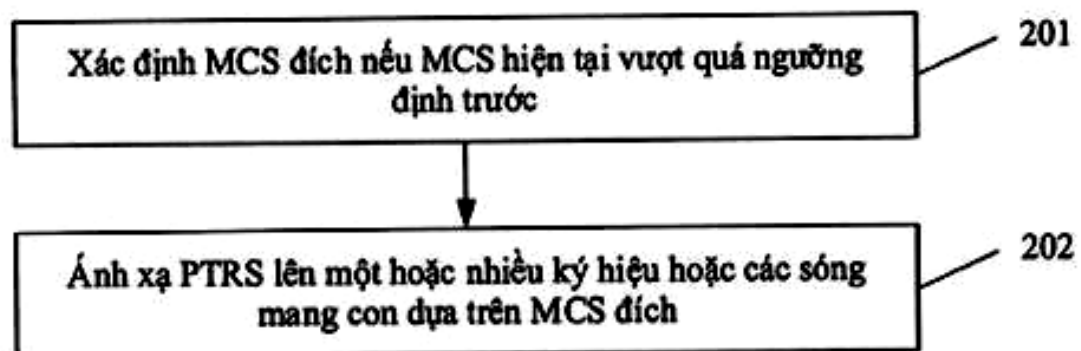 Xác định MCS đích nếu MCS hiện tại vượt quá ngưỡng
định trước
201
Ánh xạ PTRS lên một hoặc nhiều ký hiệu hoặc các sóng
mang con dựa trên MCS đích
202